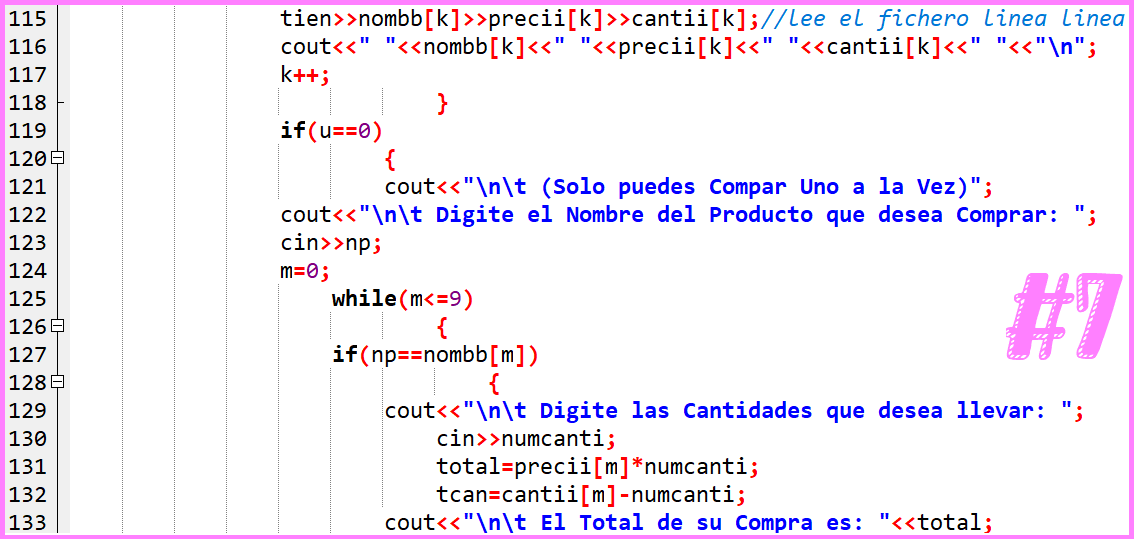 115 tien>>nombb[k]>>precii[k]>>cantii[k];//lee el fichero linea linea
116 cout<<" "<<nombb[k]<<" "<<precii[k]<<" "<<cantii[k]<<" "<<"\n";
117 k++;
118 }
119 if(u==0)
120 {
121 cout<<"\n\t (Solo puedes Compar Uno a la Vez)";
122 cout<<"\n\t Digite el Nombre del Producto que desea Comprar: ";
123 cin>>np;
124 m=0;
125 while(m<=9)
126 {
127 if(np==nombb[m])
128 {
129 cout<<"\n\t Digite las Cantidades que desea llevar: ";
130 cin>>numcanti;
131 total=precii[m]*numcanti;
132 tcan=cantii[m]-numcanti;
133 cout<<"\n\t El Total de su Compra es: "<<total;
#7